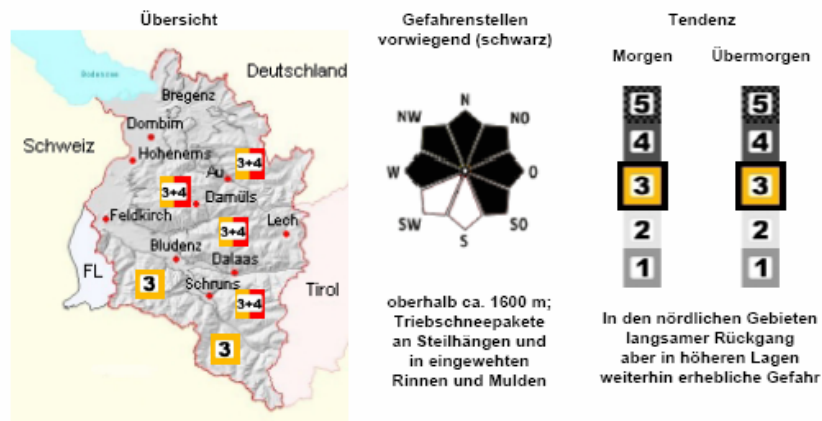 Übersicht
Bodensee
Deutschland
Bregenz
Dornbirn
Schweiz
Hohenems
3+4
Au
3+4
Damüls
Feldkirch
3+4
Lech
Bludenz
FL
Dalaas
3
Schruns
Tirol
3+4
3
Gefahrenstellen
vorwiegend (schwarz)
N
NW
NO
W
O
SW
SO
S
oberhalb ca. 1600 m;
Triebschneepakete
an Steilhängen und
in eingewehten
Rinnen und Mulden
Tendenz
Morgen
Übermorgen
5
5
4
4
3
3
2
2
1
1
In den nördlichen Gebieten
langsamer Rückgang
aber in höheren Lagen
weiterhin erhebliche Gefahr